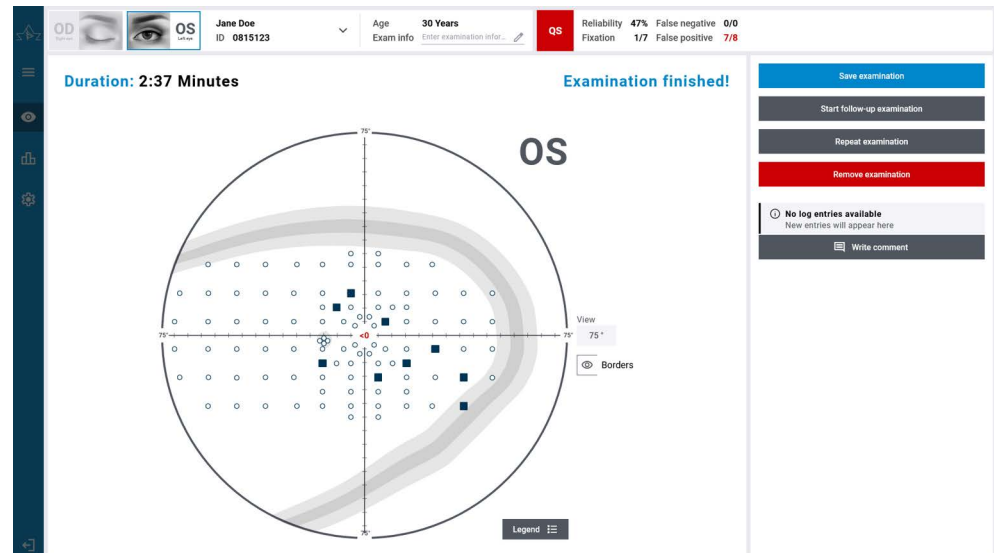 OD
OS
Left eye
Jane Doe
ID 0815123
Age 30 Years
Exam info Enter examination infor...
QS
Reliability 47% False negative 0/0
Fixation 1/7 False positive 7/8
Duration: 2:37 Minutes
Examination finished!
OS
75°
75°
<0
75°
75°
View
75 °
Borders
Legend
Save examination
Start follow-up examination
Repeat examination
Remove examination
No log entries available
New entries will appear here
Write comment